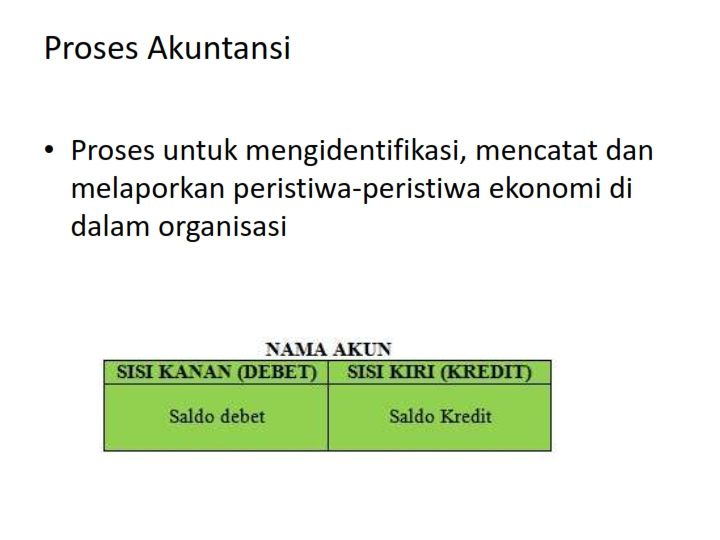 Proses Akuntansi
• Proses untuk mengidentifikasi, mencatat dan
melaporkan peristiwa-peristiwa ekonomi di
dalam organisasi
NAMA AKUN
SISI KANAN (DEBET) SISI KIRI (KREDIT)
Saldo debet Saldo Kredit